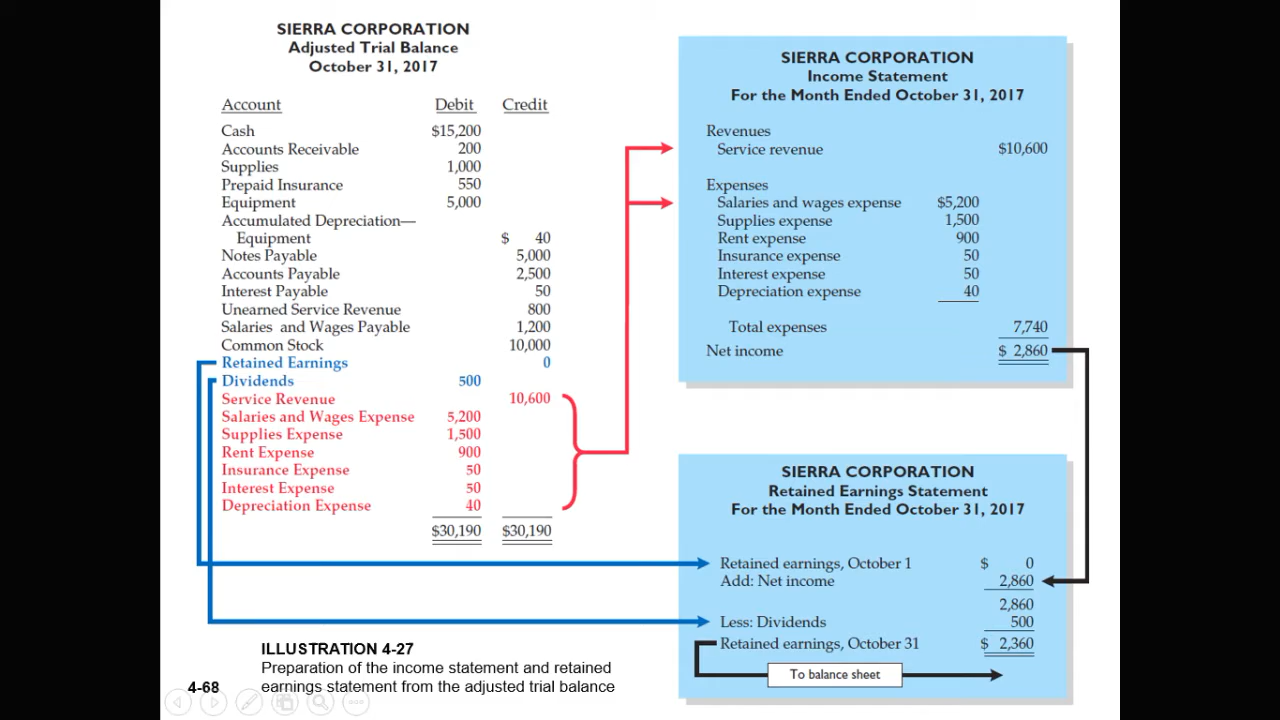 SIERRA CORPORATION
Adjusted Trial Balance
October 31, 2017
Account Debit Credit
Cash $15,200
Accounts Receivable 200
Supplies 1,000
Prepaid Insurance 550
Equipment 5,000
Accumulated Depreciation—
Equipment $ 40
Notes Payable 5,000
Accounts Payable 2,500
Interest Payable 50
Unearned Service Revenue 800
Salaries and Wages Payable 1,200
Common Stock 10,000
Retained Earnings 0
Dividends 500
Service Revenue 10,600
Salaries and Wages Expense 5,200
Supplies Expense 1,500
Rent Expense 900
Insurance Expense 50
Interest Expense 50
Depreciation Expense 40
$30,190 $30,190
SIERRA CORPORATION
Income Statement
For the Month Ended October 31, 2017
Revenues
Service revenue $10,600
Expenses
Salaries and wages expense $5,200
Supplies expense 1,500
Rent expense 900
Insurance expense 50
Interest expense 50
Depreciation expense 40
Total expenses 7,740
Net income $ 2,860
SIERRA CORPORATION
Retained Earnings Statement
For the Month Ended October 31, 2017
Retained earnings, October 1 $ 0
Add: Net income 2,860
2,860
Less: Dividends 500
Retained earnings, October 31 $ 2,360
To balance sheet
ILLUSTRATION 4-27
Preparation of the income statement and retained
earnings statement from the adjusted trial balance
4-68